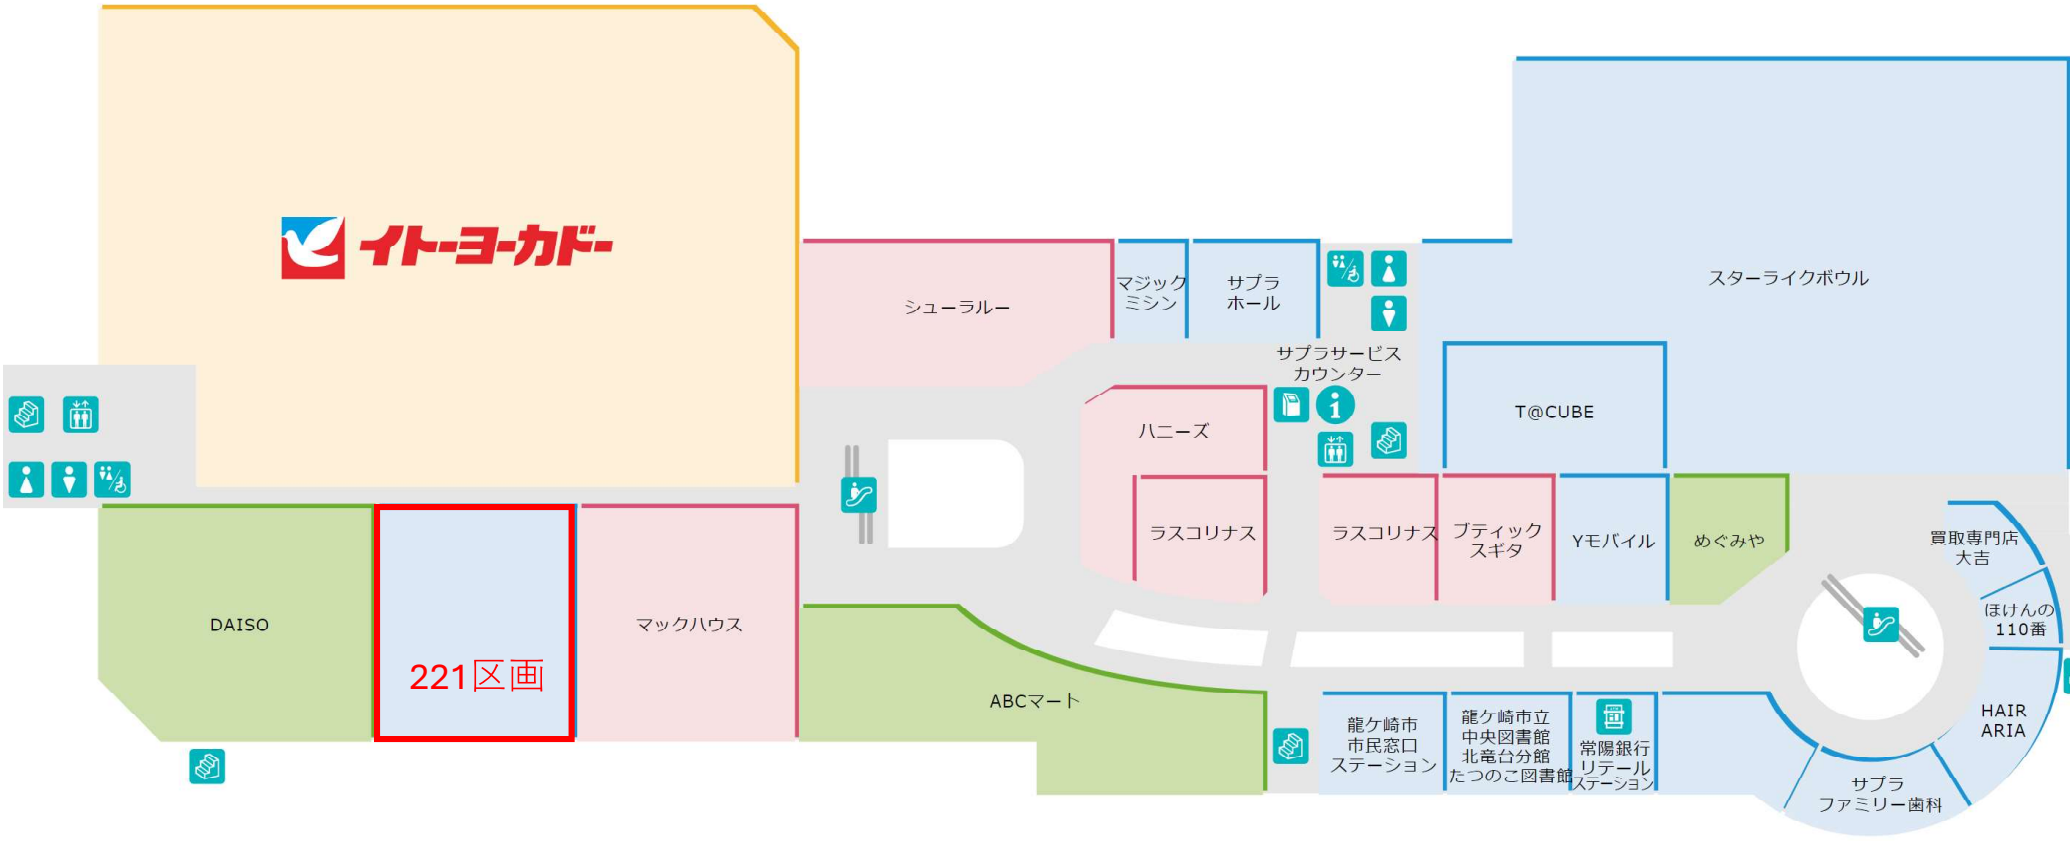 イトーヨーカドー
シューラルー
マジック
ミシン
サプラ
ホール
スターライクボウル
サプラサービス
カウンター
T@CUBE
ハニーズ
ラスコリナス
ラスコリナス
ブティック
スギタ
Yモバイル
めぐみや
買取専門店
大吉
ほけんの
110番
HAIR
ARIA
DAISO
221区画
マックハウス
ABCマート
龍ケ崎市
市民窓口
ステーション
龍ケ崎市立
中央図書館
北竜台分館
たつのこ図書館
常陽銀行
リテール
ステーション
サプラ
ファミリー歯科